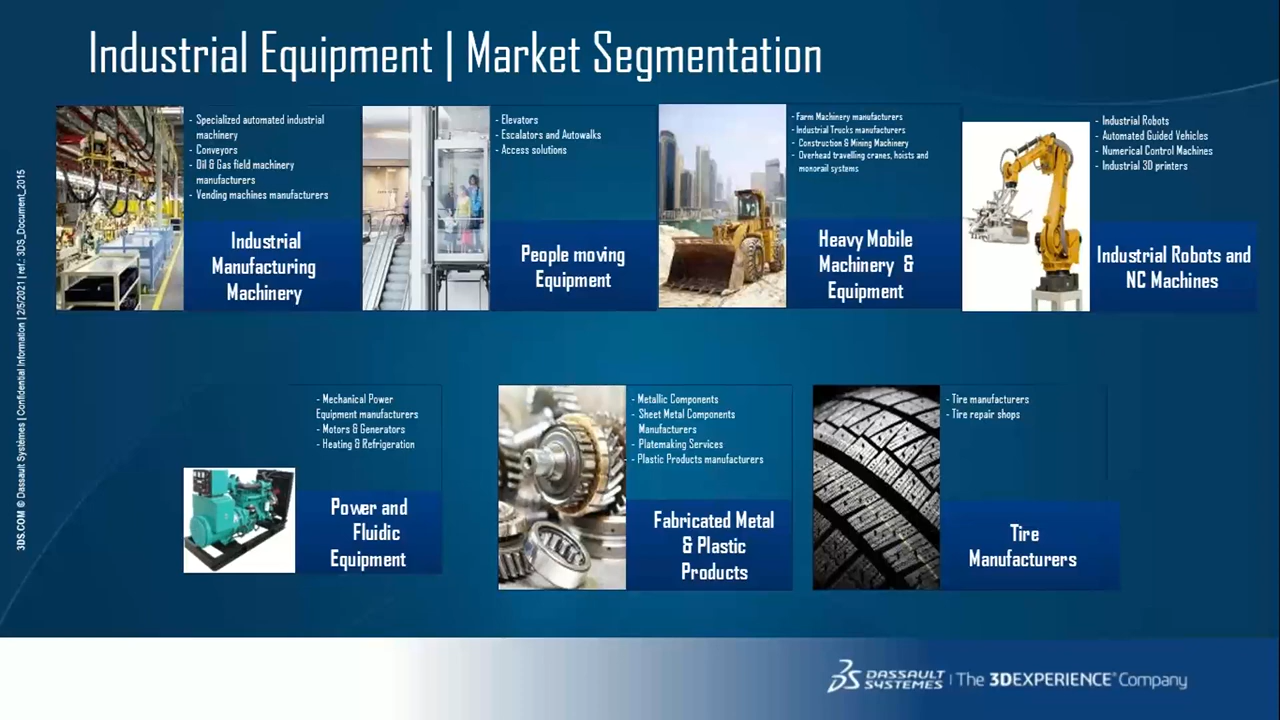 Industrial Equipment | Market Segmentation
- Specialized automated industrial
machinery
- Conveyors
- Oil & Gas field machinery
manufacturers
- Vending machines manufacturers
Industrial
Manufacturing
Machinery
- Elevators
- Escalators and Autowalks
- Access solutions
People moving
Equipment
- Farm Machinery manufacturers
- Industrial Trucks manufacturers
- Construction & Mining Machinery
- Overhead travelling cranes, hoists and
monorail systems
Heavy Mobile
Machinery &
Equipment
- Industrial Robots
- Automated Guided Vehicles
- Numerical Control Machines
- Industrial 3D printers
Industrial Robots and
NC Machines
- Mechanical Power
Equipment manufacturers
- Motors & Generators
- Heating & Refrigeration
Power and
Fluidic
Equipment
- Metallic Components
- Sheet Metal Components
Manufacturers
- Platemaking Services
- Plastic Products manufacturers
Fabricated Metal
& Plastic
Products
- Tire manufacturers
- Tire repair shops
Tire
Manufacturers
3DS.COM © Dassault Systèmes | Confidential Information | 2/5/2021 | ref.: 3DS_Document_2015
DASSAULT
SYSTEMES | The 3DEXPERIENCE® Company